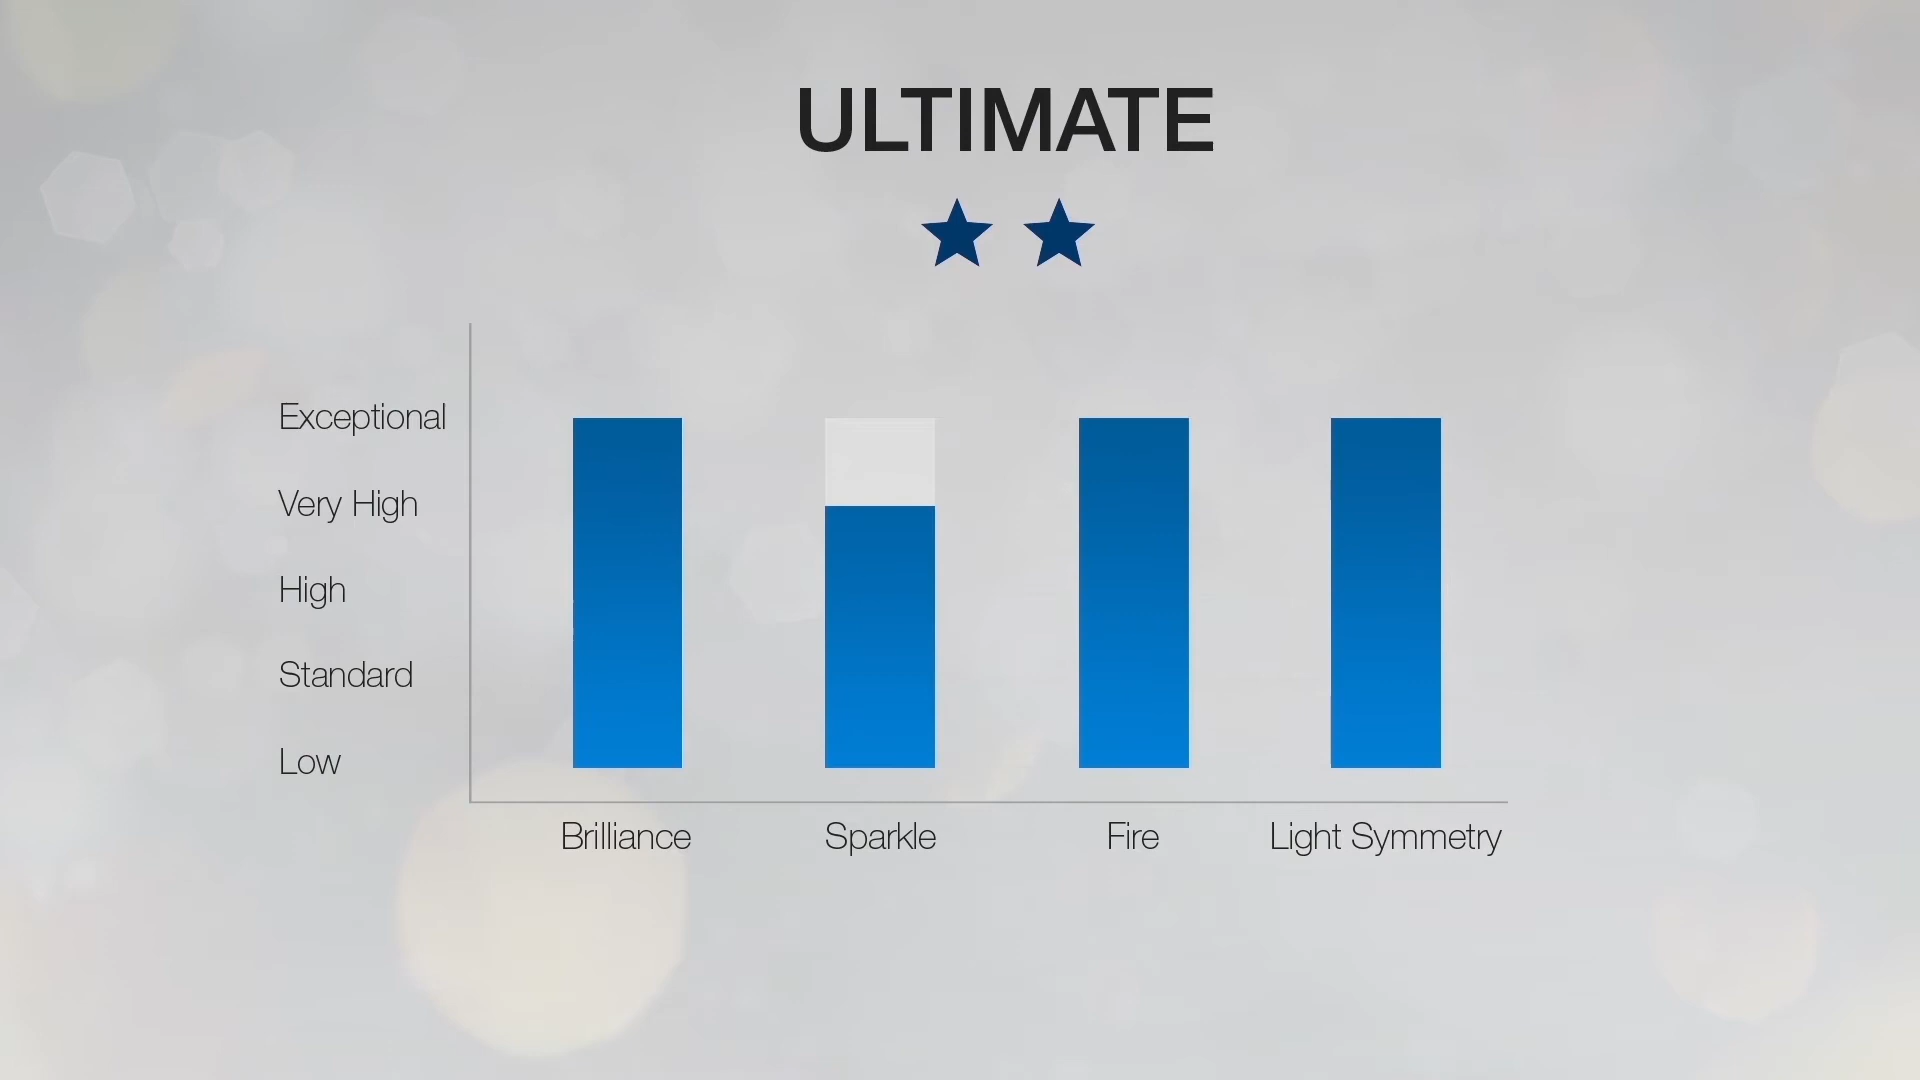 ULTIMATE
Exceptional
Very High
High
Standard
Low
Brilliance
Sparkle
Fire
Light Symmetry